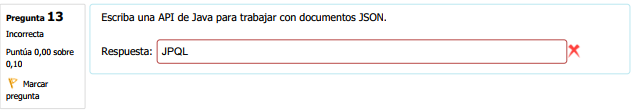 Pregunta 13
Incorrecta
Puntúa 0,00 sobre
0,10
Marcar
pregunta
Escriba una API de Java para trabajar con documentos JSON.
Respuesta: JPQL